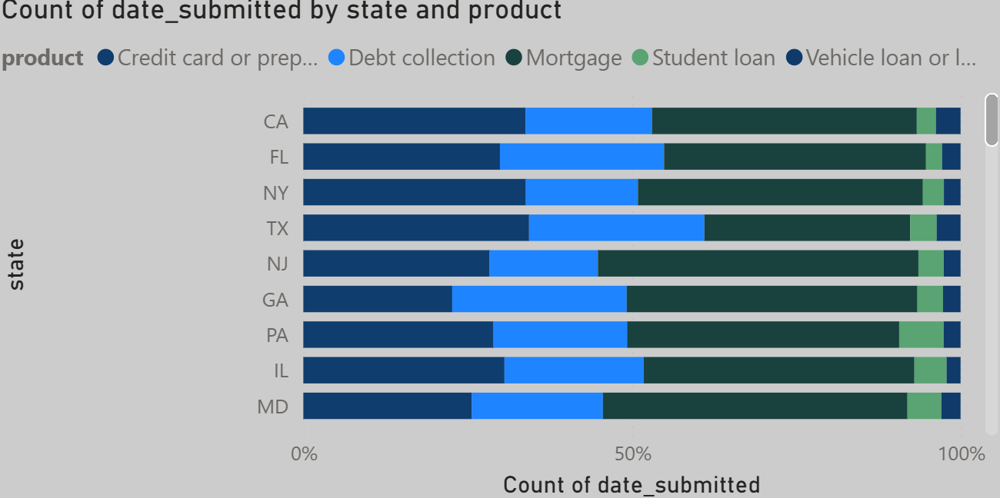 Count of date_submitted by state and product
product Credit card or prep... Debt collection Mortgage Student loan Vehicle loan or l...
CA
FL
NY
TX
NJ
GA
PA
IL
MD
state
0% 50% 100%
Count of date_submitted